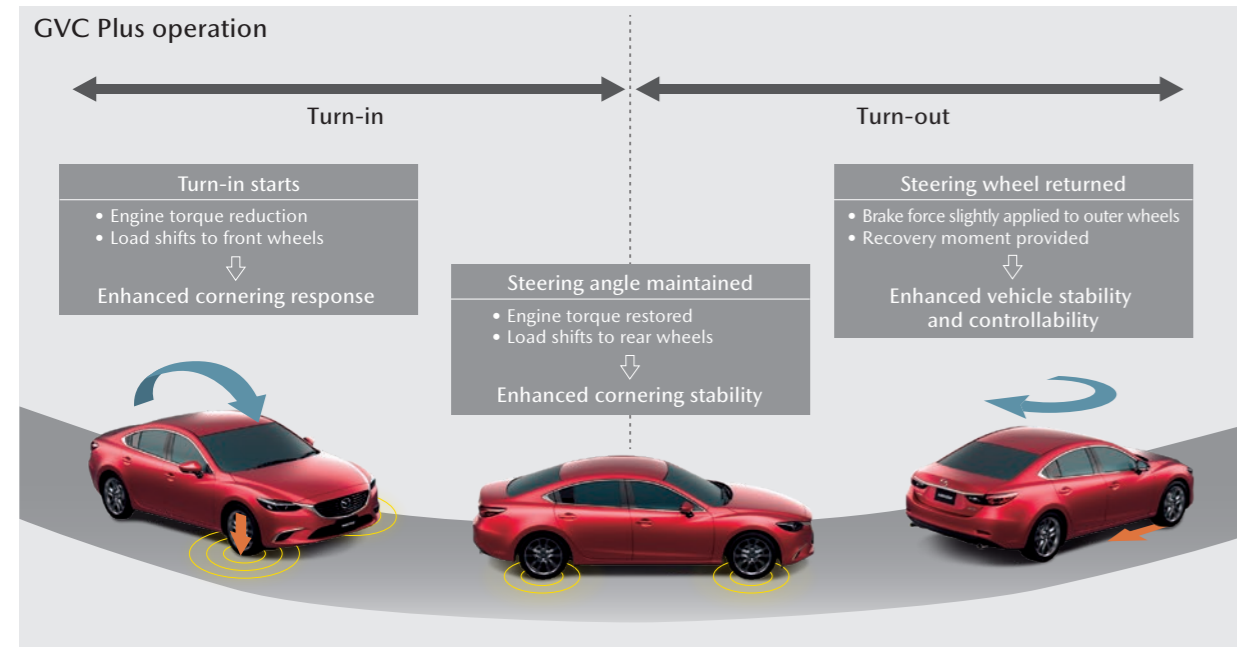 GVC Plus operation
Turn-in
Turn-out
Turn-in starts
• Engine torque reduction
• Load shifts to front wheels
Enhanced cornering response
Steering angle maintained
• Engine torque restored
• Load shifts to rear wheels
Enhanced cornering stability
Steering wheel returned
• Brake force slightly applied to outer wheels
• Recovery moment provided
Enhanced vehicle stability
and controllability